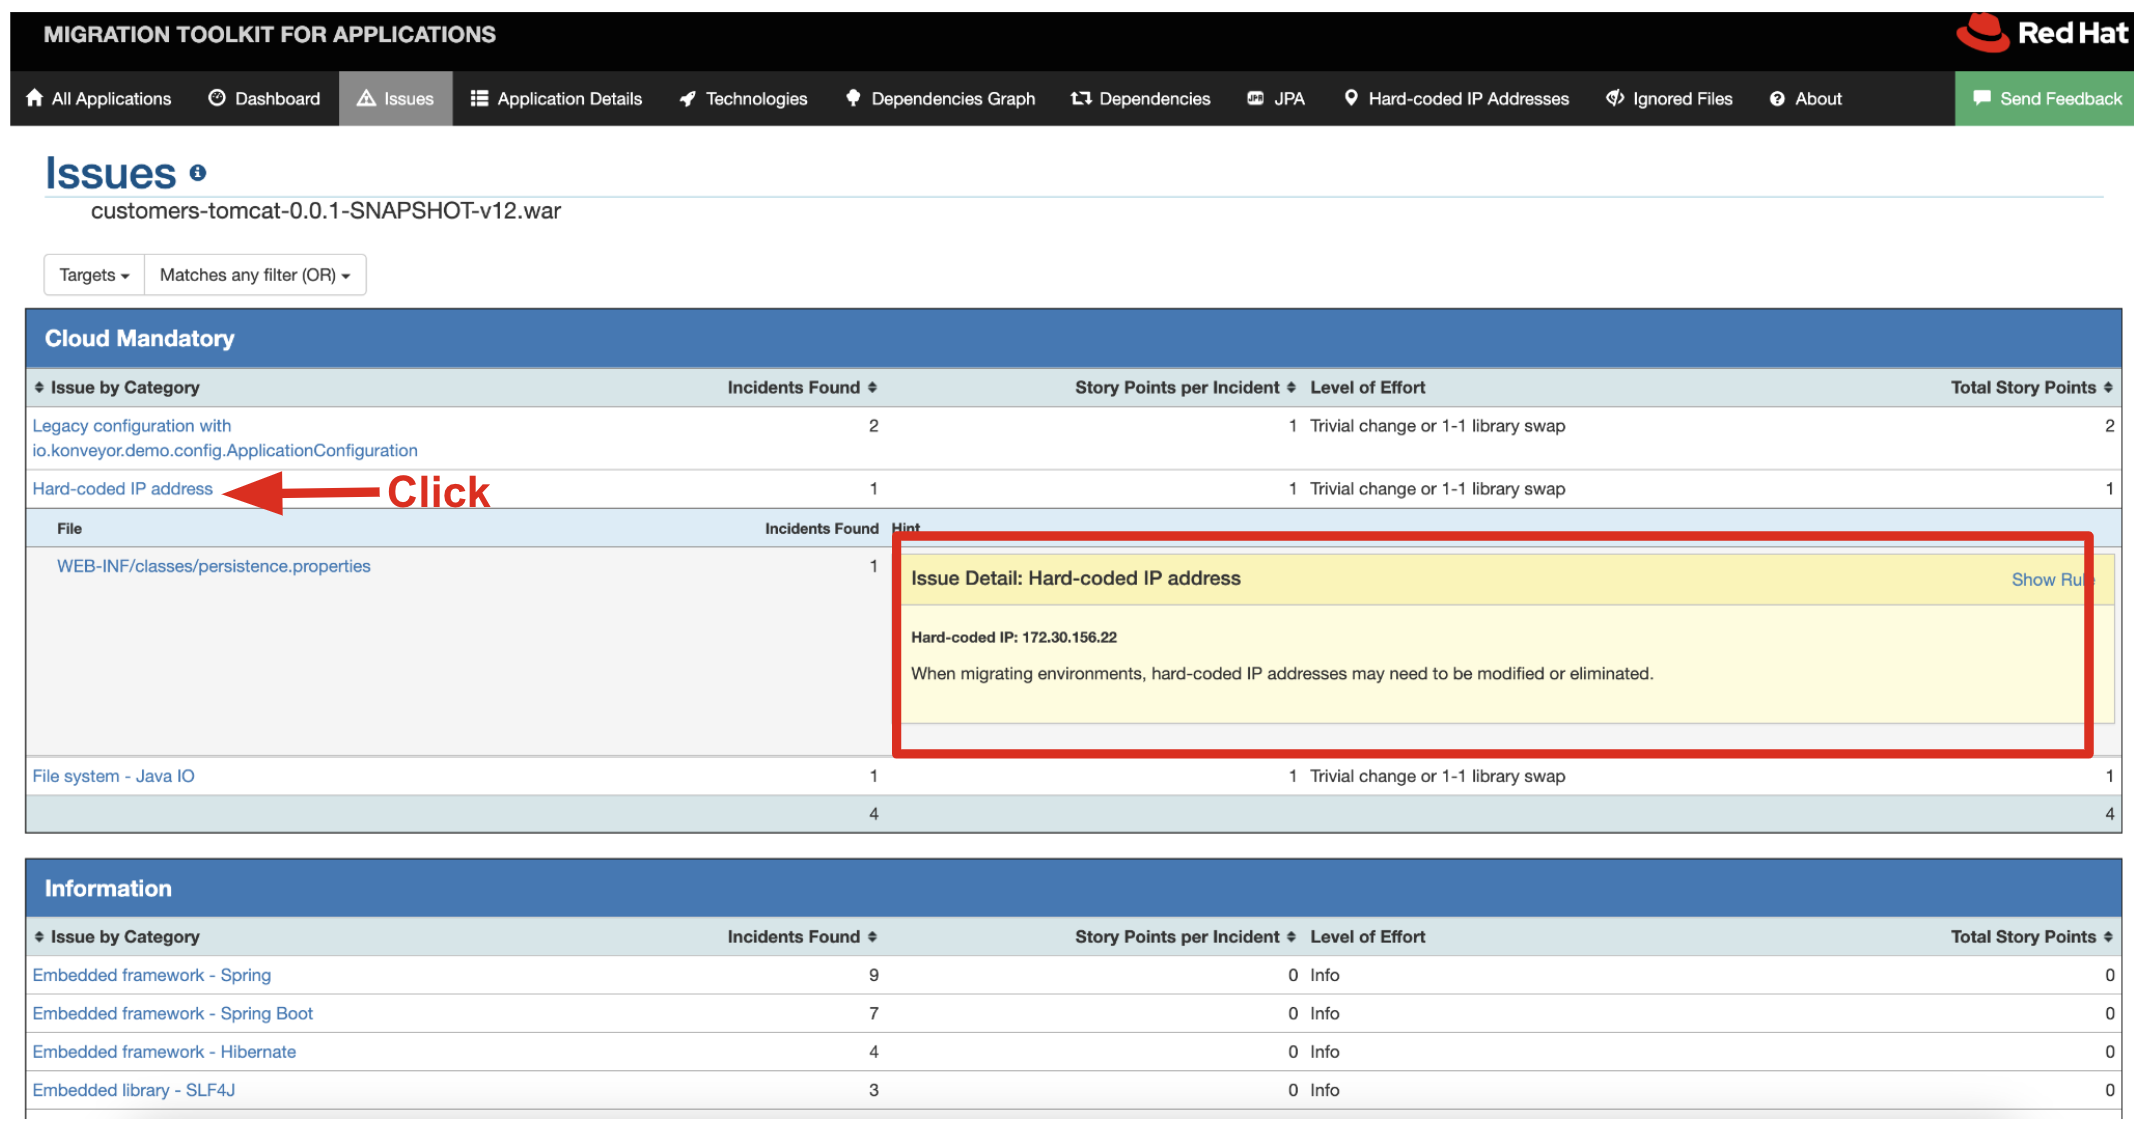 MIGRATION TOOLKIT FOR APPLICATIONS
Red Hat
All Applications Dashboard Issues Application Details Technologies Dependencies Graph Dependencies JPA Hard-coded IP Addresses Ignored Files About Send Feedback
Issues
customers-tomcat-0.0.1-SNAPSHOT-v12.war
Targets Matches any filter (OR)
Cloud Mandatory
Issue by Category Incidents Found Story Points per Incident Level of Effort Total Story Points
Legacy configuration with 2 1 Trivial change or 1-1 library swap 2
io.konveyor.demo.config.ApplicationConfiguration
Hard-coded IP address Click 1 1 Trivial change or 1-1 library swap 1
File Incidents Found Hint
WEB-INF/classes/persistence.properties 1
Issue Detail: Hard-coded IP address Show Rule
Hard-coded IP: 172.30.156.22
When migrating environments, hard-coded IP addresses may need to be modified or eliminated.
File system - Java IO 1 1 Trivial change or 1-1 library swap 1
4 4
Information
Issue by Category Incidents Found Story Points per Incident Level of Effort Total Story Points
Embedded framework - Spring 9 0 Info 0
Embedded framework - Spring Boot 7 0 Info 0
Embedded framework - Hibernate 4 0 Info 0
Embedded library - SLF4J 3 0 Info 0